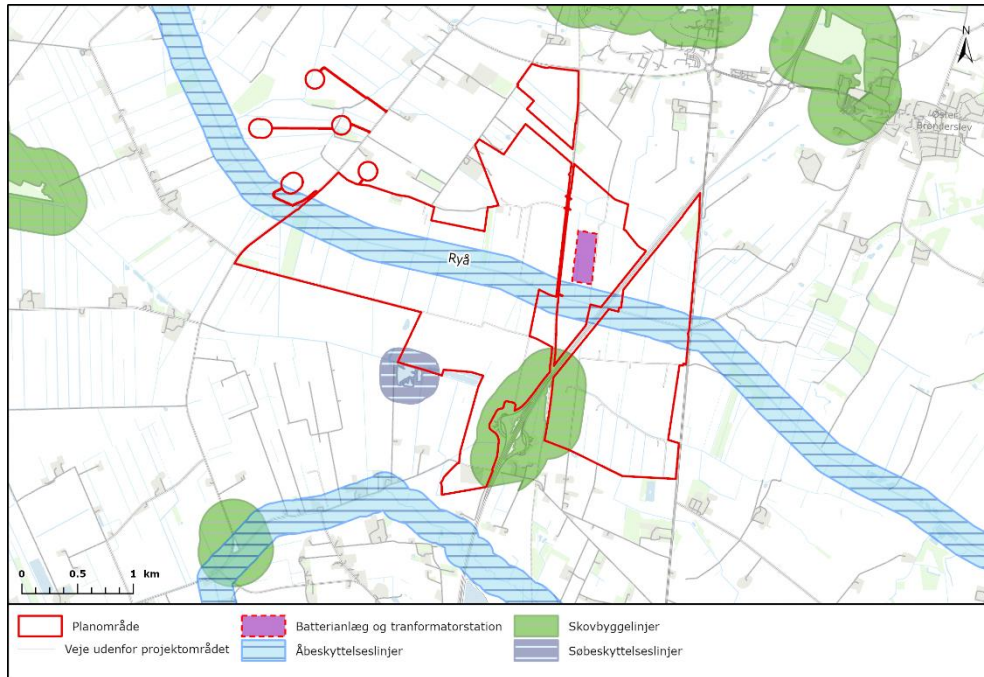 N
Øster
Brønderslev
Ryå
0 0.5 1 km
Planområde
Batterianlæg og tranformatorstation
Skovbyggelinjer
Veje udenfor projektområdet
Åbeskyttelseslinjer
Søbeskyttelseslinjer